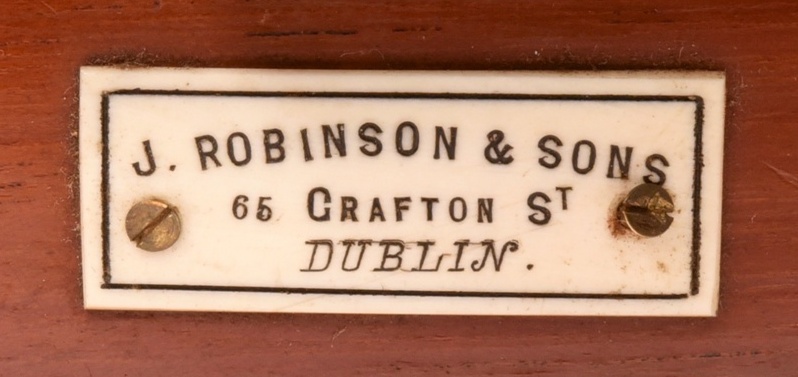 J. ROBINSON & SONS
65 GRAFTON ST
DUBLIN.